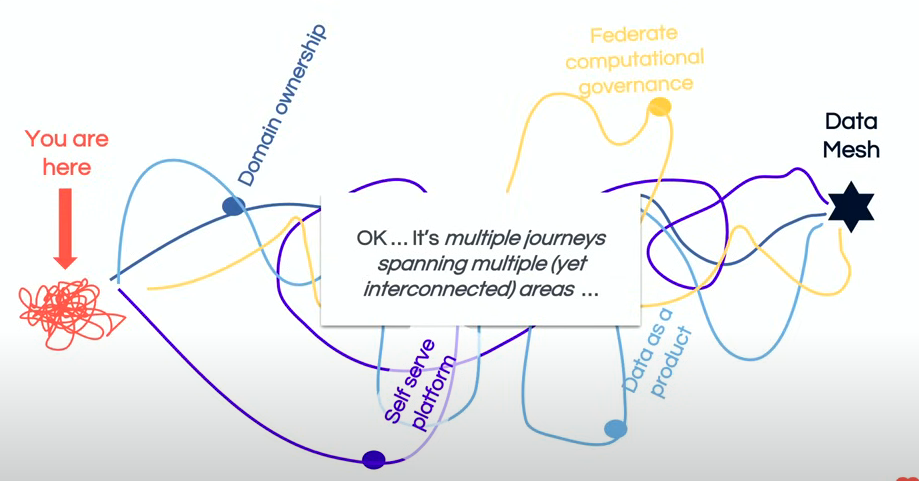 You are
here
Domain ownership
Federate
computational
governance
Data
Mesh
OK ... It's multiple journeys
spanning multiple (yet
interconnected) areas ...
Self serve
platform
Data as a
product